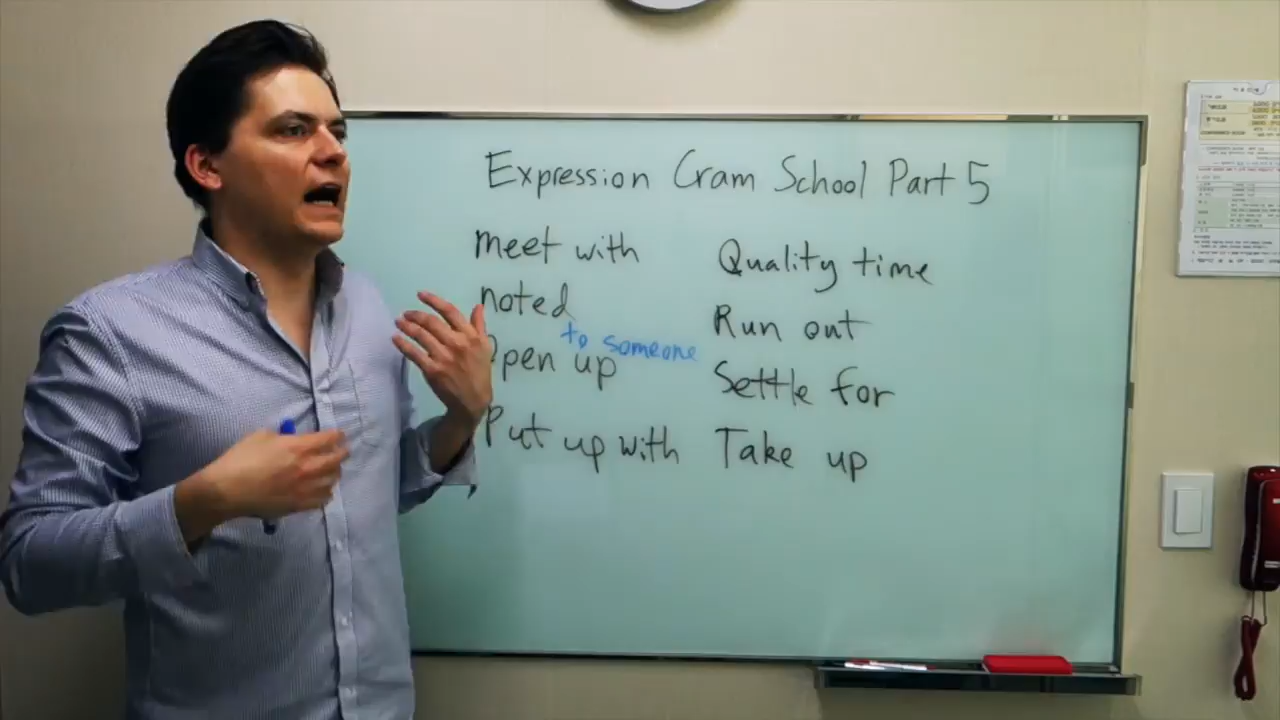 Expression Cram School Part 5
meet with
noted
to someone
Open up
Put up with
Quality time
Run out
Settle for
Take up